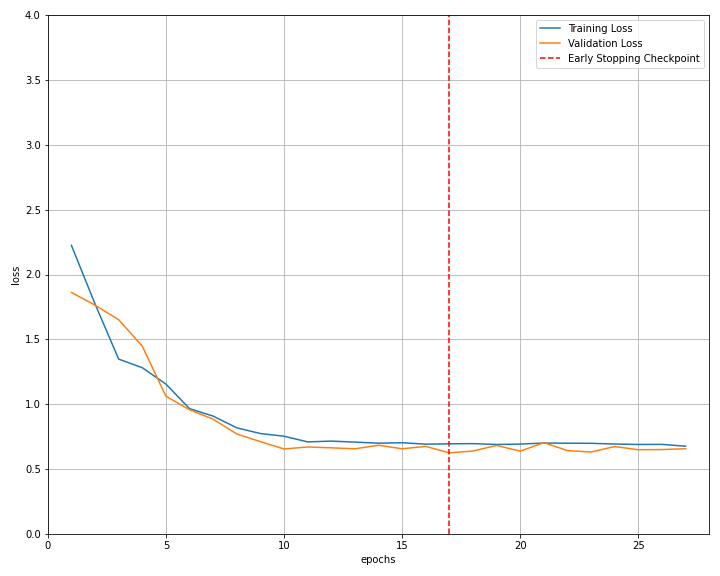 4.0
3.5
3.0
2.5
2.0
1.5
1.0
0.5
0.0
loss
Training Loss
Validation Loss
Early Stopping Checkpoint
0 5 10 15 20 25
epochs